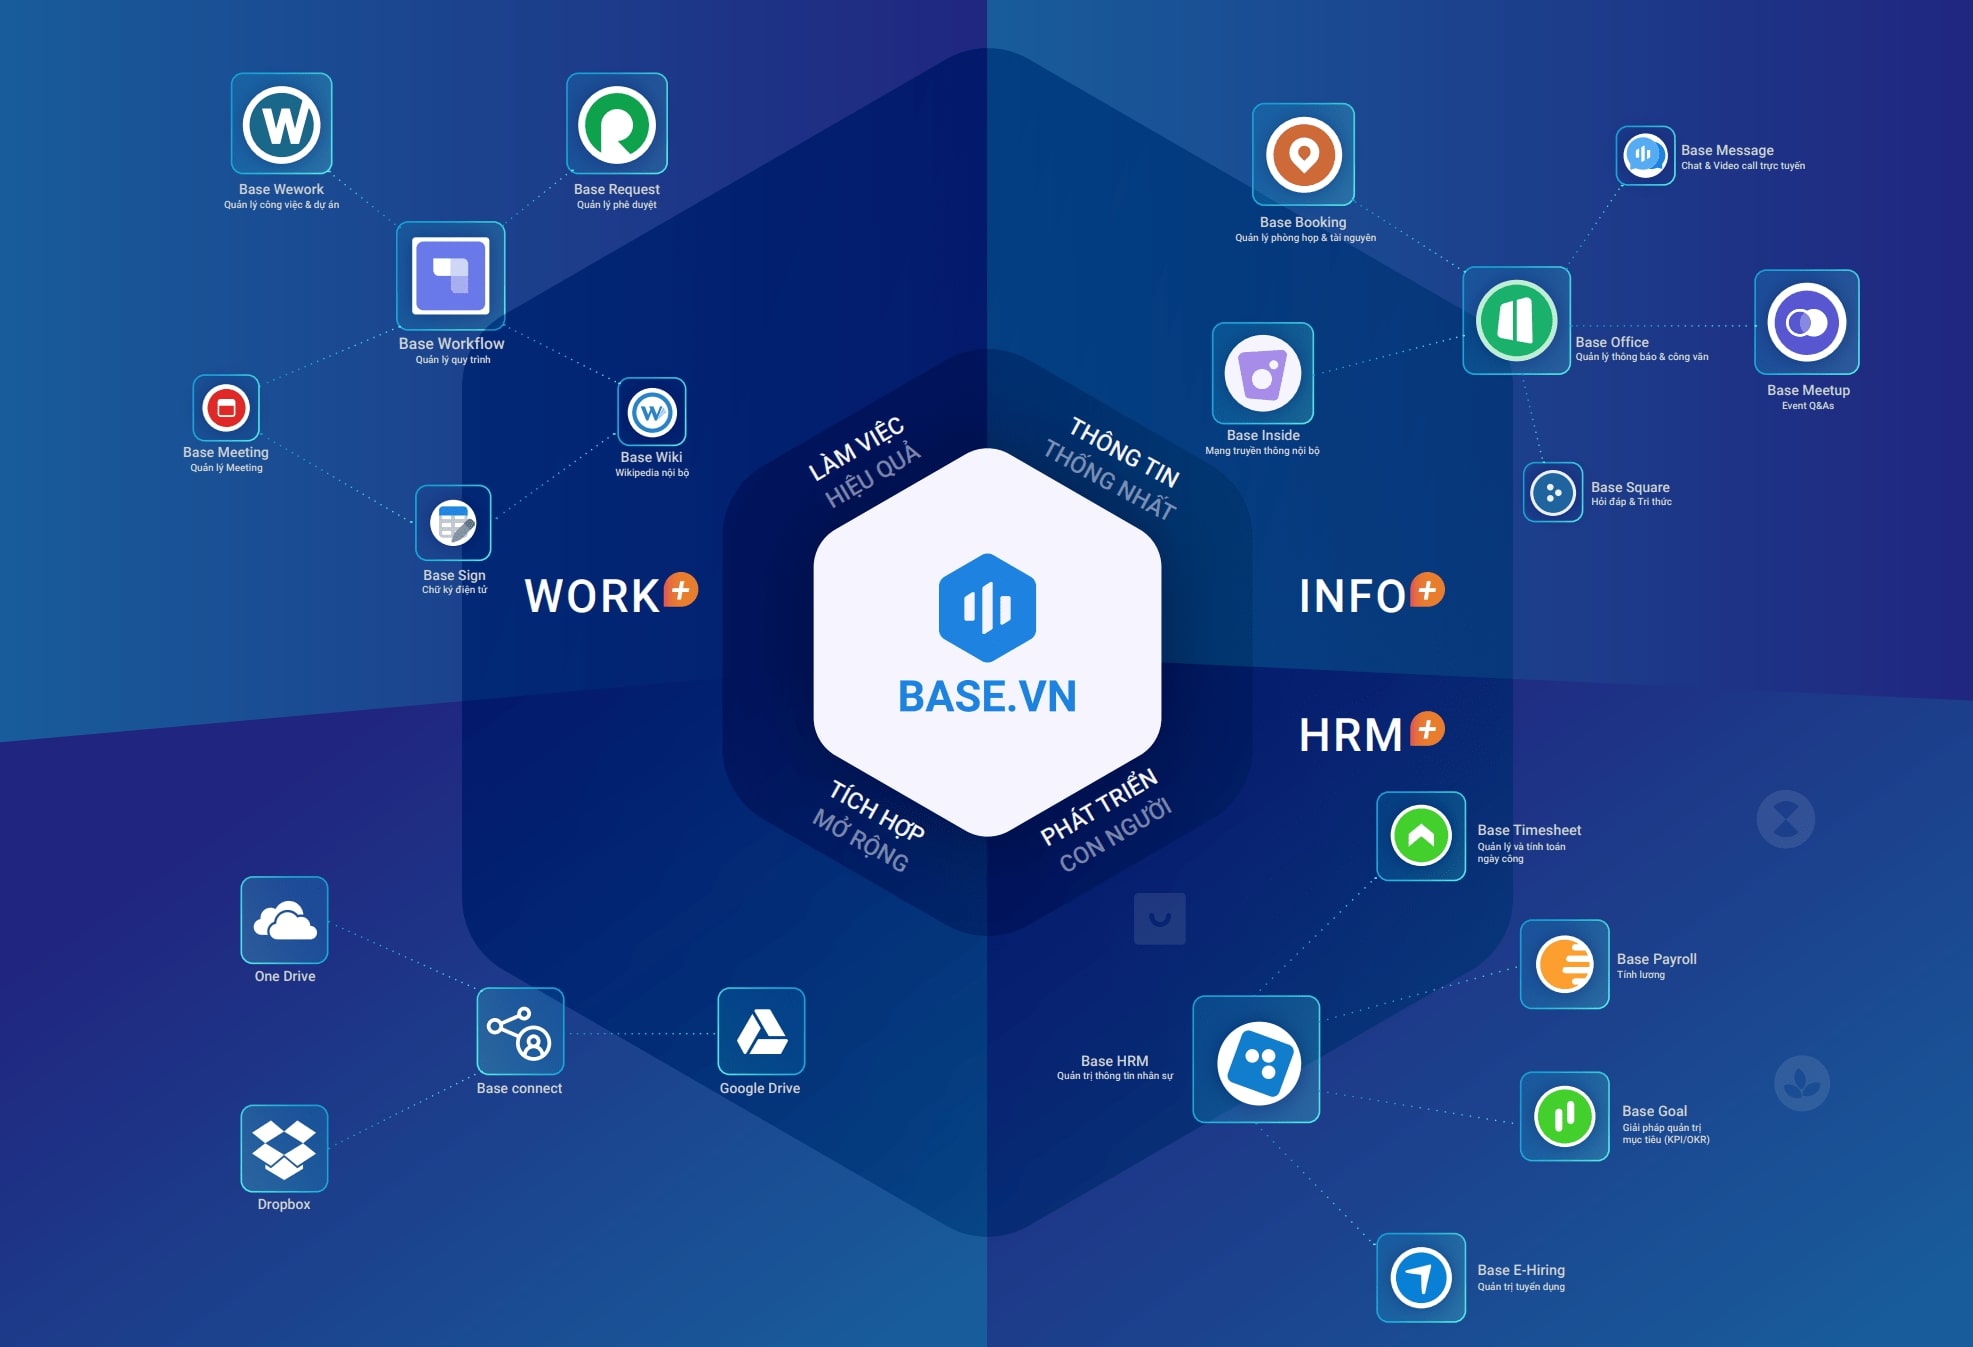 Base Wework
Quản lý công việc & dự án
Base Request
Quản lý phê duyệt
Base Workflow
Quản lý quy trình
Base Meeting
Quản lý Meeting
Base Wiki
Wikipedia nội bộ
Base Sign
Chữ ký điện tử
WORK+
LÀM VIỆC
HIỆU QUẢ
Base Booking
Quản lý phòng họp & tài nguyên
Base Message
Chat & Video call trực tuyến
Base Office
Quản lý thông báo & công văn
Base Meetup
Event Q&As
Base Inside
Mạng truyền thông nội bộ
Base Square
Hỏi đáp & Tri thức
THÔNG TIN
THỐNG NHẤT
INFO+
BASE.VN
HRM+
TÍCH HỢP
MỞ RỘNG
PHÁT TRIỂN
CON NGƯỜI
One Drive
Base connect
Google Drive
Dropbox
Base Timesheet
Quản lý và tính toán
ngày công
Base Payroll
Tính lương
Base HRM
Quản trị thông tin nhân sự
Base Goal
Giải pháp quản trị
mục tiêu (KPI/OKR)
Base E-Hiring
Quản trị tuyển dụng